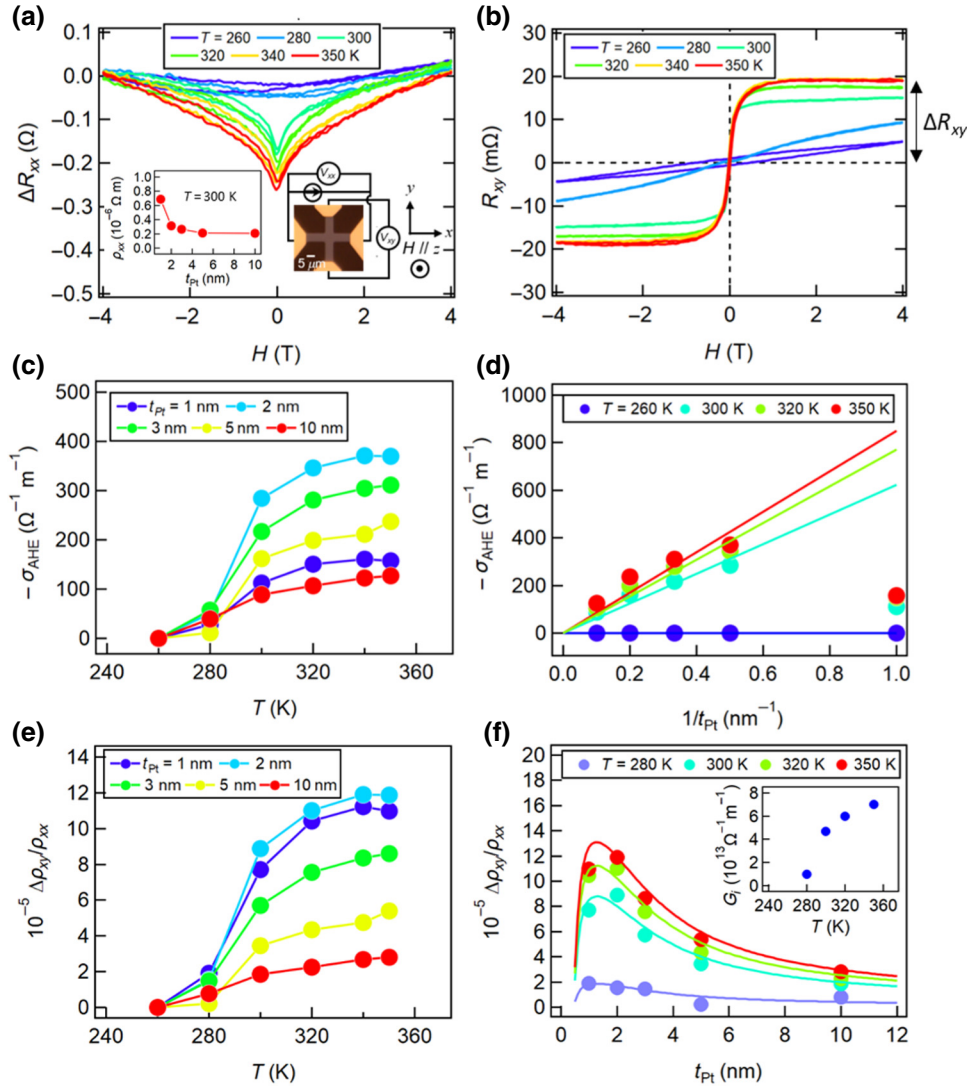 (a)
0.1
0.0
−0.1
−0.2
−0.3
−0.4
−0.5
ΔRxx (Ω)
T = 260 280 300
320 340 350 K
1.0
0.8
0.6
0.4
0.2
0.0
ρxx (10⁻⁶ Ω m)
T = 300 K
2 4 6 8 10
tPt (nm)
Vxx
Vxy
5 µm
y
x
H // z
−4 −2 0 2 4
H (T)
(b)
30
20
10
0
−10
−20
−30
Rxy (mΩ)
T = 260 280 300
320 340 350 K
ΔRxy
−4 −2 0 2 4
H (T)
(c)
500
400
300
200
100
0
− σAHE (Ω⁻¹ m⁻¹)
tPt = 1 nm 2 nm
3 nm 5 nm 10 nm
240 280 320 360
T (K)
(d)
1000
800
600
400
200
0
− σAHE (Ω⁻¹ m⁻¹)
T = 260 K 300 K 320 K 350 K
0.0 0.2 0.4 0.6 0.8 1.0
1/tPt (nm⁻¹)
(e)
14
12
10
8
6
4
2
0
10⁻⁵ Δρxy/ρxx
tPt = 1 nm 2 nm
3 nm 5 nm 10 nm
240 280 320 360
T (K)
(f)
20
18
16
14
12
10
8
6
4
2
0
10⁻⁵ Δρxy/ρxx
T = 280 K 300 K 320 K 350 K
8
6
4
2
0
Gi (10¹³ Ω⁻¹m⁻¹)
240 300 350
T (K)
0 2 4 6 8 10 12
tPt (nm)